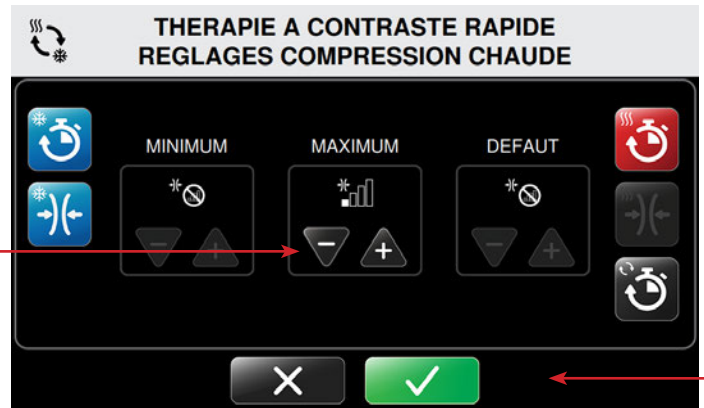 THERAPIE A CONTRASTE RAPIDE
REGLAGES COMPRESSION CHAUDE
MINIMUM MAXIMUM DEFAUT